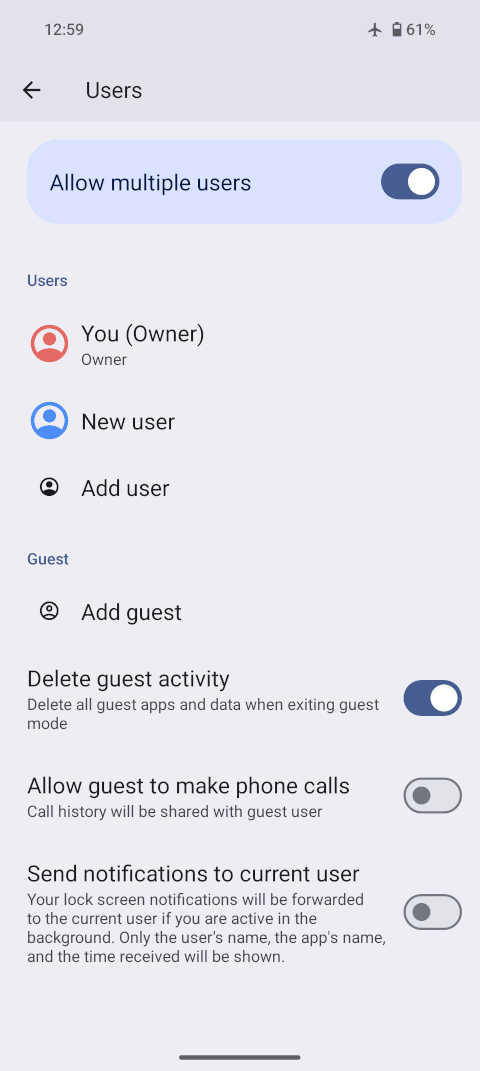 12:59
61%
Users
Allow multiple users
Users
You (Owner)
Owner
New user
Add user
Guest
Add guest
Delete guest activity
Delete all guest apps and data when exiting guest
mode
Allow guest to make phone calls
Call history will be shared with guest user
Send notifications to current user
Your lock screen notifications will be forwarded
to the current user if you are active in the
background. Only the user's name, the app's name,
and the time received will be shown.